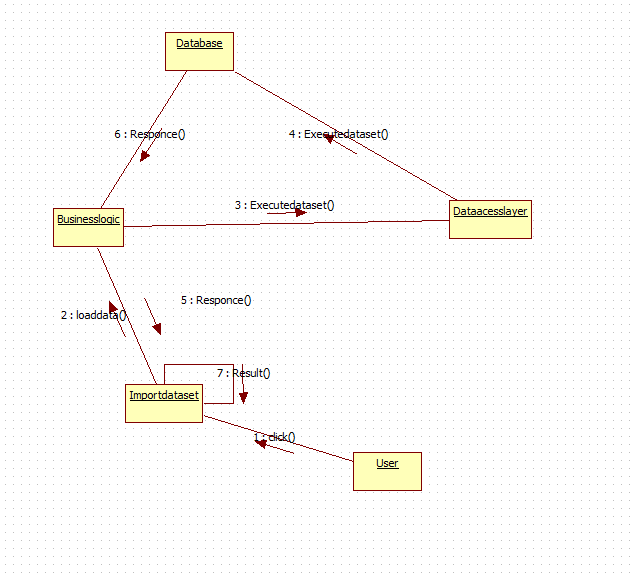 Database
6 : Responce()
4 : Executedataset()
3 : Executedataset()
Businesslogic
Dataacesslayer
5 : Responce()
2 : loaddata()
7 : Result()
Importdataset
1 : click()
User